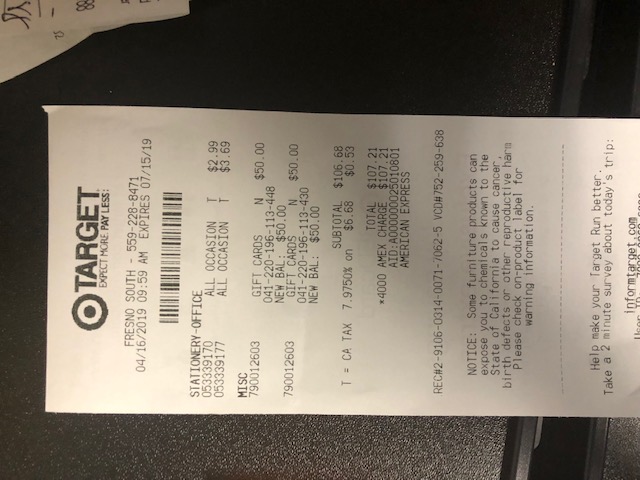 TARGET
EXPECT MORE. PAY LESS:
FRESNO SOUTH - 559-228-8471
04/16/2019 09:59 AM EXPIRES 07/15/19
STATIONERY-OFFICE
053339170 ALL OCCASION T $2.99
053339177 ALL OCCASION T $3.69
MISC
790012603 GIFT CARDS N $50.00
041-220-196-113-448
NEW BAL: $50.00
790012603 GIFT CARDS N $50.00
041-220-196-113-430
NEW BAL: $50.00
SUBTOTAL $106.68
T = CA TAX 7.9750% on $6.68 $0.53
TOTAL $107.21
*4000 AMEX CHARGE $107.21
AID:A000000025010801
AMERICAN EXPRESS
REC#2-9106-0314-0071-7062-5 VCD#752-259-638
NOTICE: Some furniture products can
expose you to chemicals known to the
State of California to cause cancer,
birth defects or other reproductive harm
Please check on-product label for
warning information.
Help make your Target Run better.
Take a 2 minute survey about today's trip:
informtarget.com